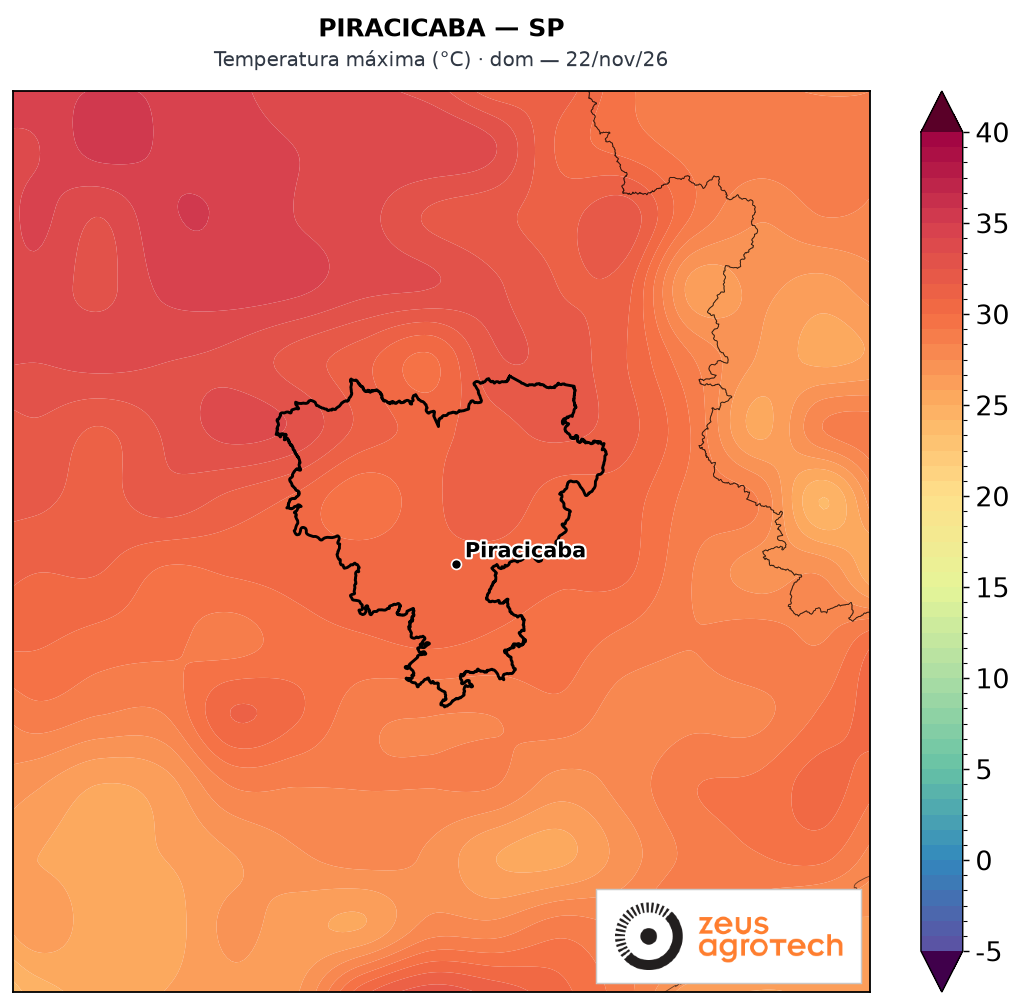 PIRACICABA — SP
Temperatura máxima (°C) · dom — 22/nov/26
40
35
30
25
20
15
10
5
0
-5
Piracicaba
zeus
agrotech